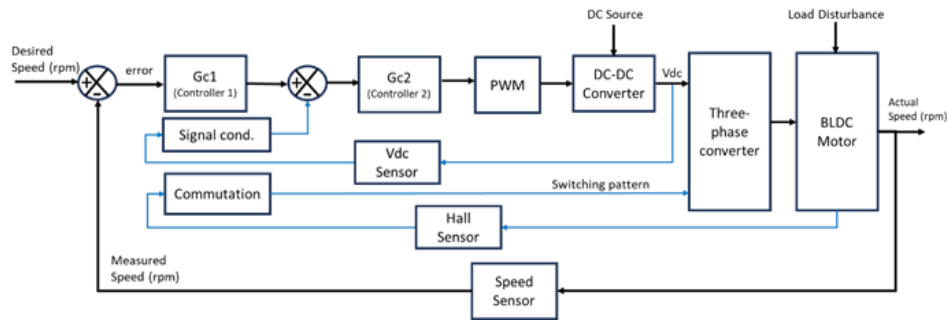 DC Source
Load Disturbance
Desired
Speed (rpm)
error
+
-
Gc1
(Controller 1)
+
-
Gc2
(Controller 2)
PWM
DC-DC
Converter
Vdc
Three-
phase
converter
BLDC
Motor
Actual
Speed (rpm)
Signal cond.
Vdc
Sensor
Commutation
Switching pattern
Hall
Sensor
Measured
Speed (rpm)
Speed
Sensor